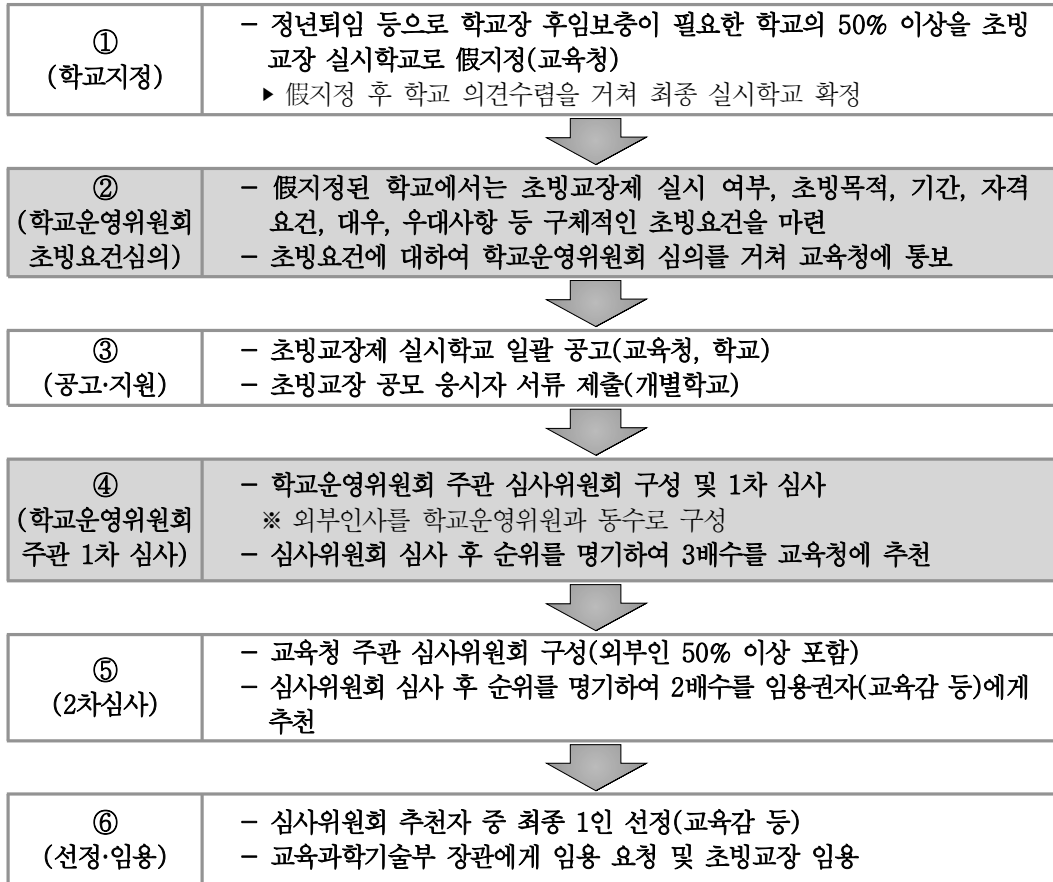 ①
(학교지정)
– 정년퇴임 등으로 학교장 후임보충이 필요한 학교의 50% 이상을 초빙
교장 실시학교로 假지정(교육청)
▶ 假지정 후 학교 의견수렴을 거쳐 최종 실시학교 확정
②
(학교운영위원회
초빙요건심의)
– 假지정된 학교에서는 초빙교장제 실시 여부, 초빙목적, 기간, 자격
요건, 대우, 우대사항 등 구체적인 초빙요건을 마련
– 초빙요건에 대하여 학교운영위원회 심의를 거쳐 교육청에 통보
③
(공고·지원)
– 초빙교장제 실시학교 일괄 공고(교육청, 학교)
– 초빙교장 공모 응시자 서류 제출(개별학교)
④
(학교운영위원회
주관 1차 심사)
– 학교운영위원회 주관 심사위원회 구성 및 1차 심사
※ 외부인사를 학교운영위원과 동수로 구성
– 심사위원회 심사 후 순위를 명기하여 3배수를 교육청에 추천
⑤
(2차심사)
– 교육청 주관 심사위원회 구성(외부인 50% 이상 포함)
– 심사위원회 심사 후 순위를 명기하여 2배수를 임용권자(교육감 등)에게
추천
⑥
(선정·임용)
– 심사위원회 추천자 중 최종 1인 선정(교육감 등)
– 교육과학기술부 장관에게 임용 요청 및 초빙교장 임용